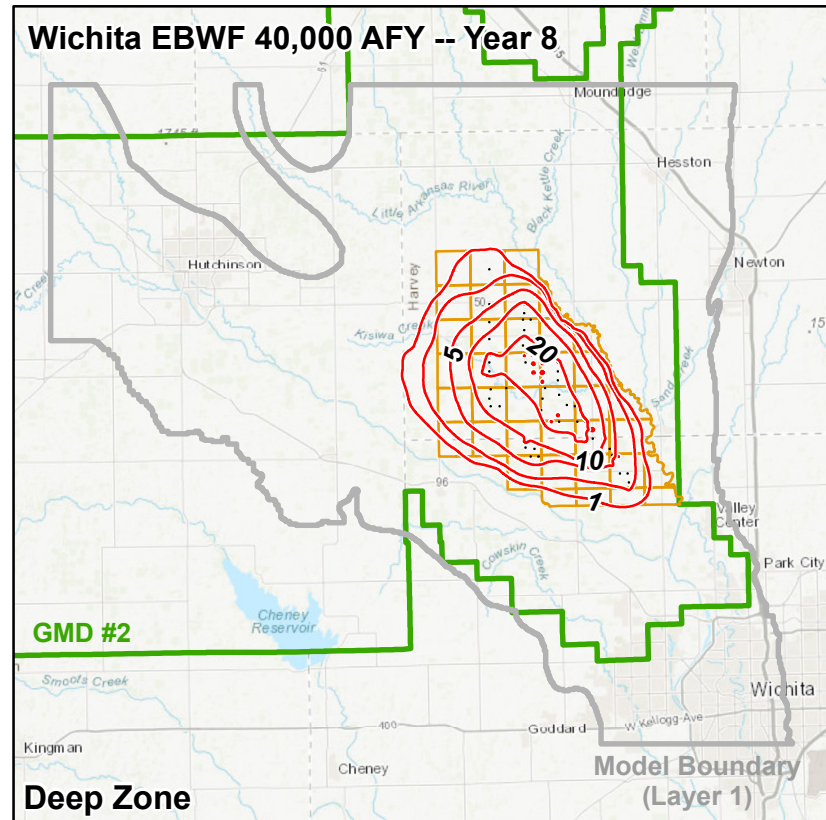 Wichita EBWF 40,000 AFY -- Year 8
Moundridge
Black Kettle Creek
Hesston
Little Arkansas River
Hutchinson
Harvey
Newton
50
Kisiwa Creek
20
5
Sand Creek
10
96
1
Valley
Center
Cowskin Creek
Park City
Cheney
Reservoir
GMD #2
Smoots Creek
Wichita
400
Goddard
W Kellogg Ave
Kingman
Cheney
Model Boundary
(Layer 1)
Deep Zone